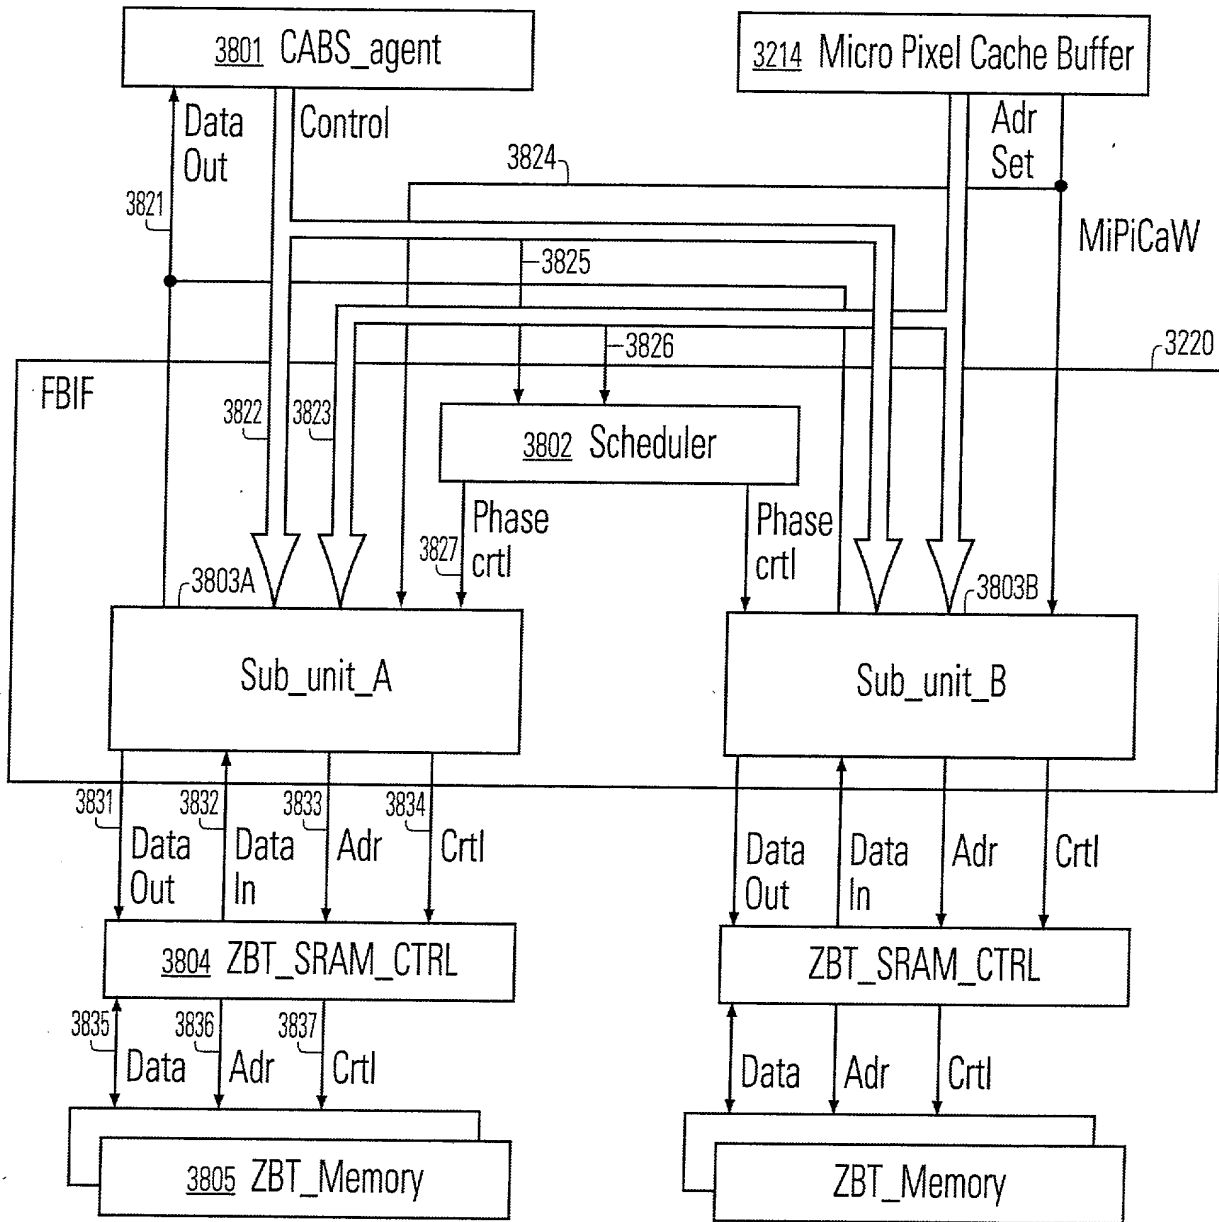 3801 CABS_agent
3214 Micro Pixel Cache Buffer
Data
Out
Control
Adr
Set
3824
3821
MiPiCaW
3825
3826
3220
FBIF
3822
3823
3802 Scheduler
Phase
crtl
3827
Phase
crtl
3803A
3803B
Sub_unit_A
Sub_unit_B
3831
3832
3833
3834
Data
Out
Data
In
Adr
Crtl
Data
Out
Data
In
Adr
Crtl
3804 ZBT_SRAM_CTRL
ZBT_SRAM_CTRL
3835
3836
3837
Data
Adr
Crtl
Data
Adr
Crtl
3805 ZBT_Memory
ZBT_Memory